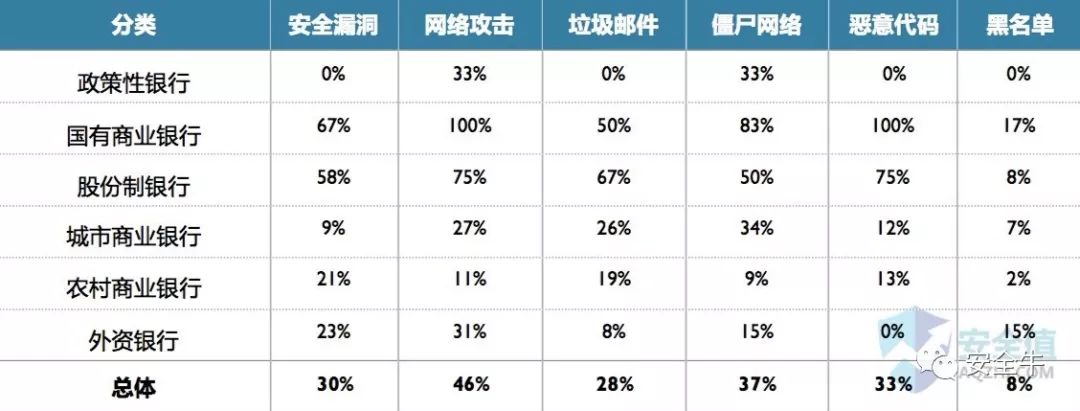 分类 安全漏洞 网络攻击 垃圾邮件 僵尸网络 恶意代码 黑名单
政策性银行 0% 33% 0% 33% 0% 0%
国有商业银行 67% 100% 50% 83% 100% 17%
股份制银行 58% 75% 67% 50% 75% 8%
城市商业银行 9% 27% 26% 34% 12% 7%
农村商业银行 21% 11% 19% 9% 13% 2%
外资银行 23% 31% 8% 15% 0% 15%
总体 30% 46% 28% 37% 33% 8%
安全值
安全牛